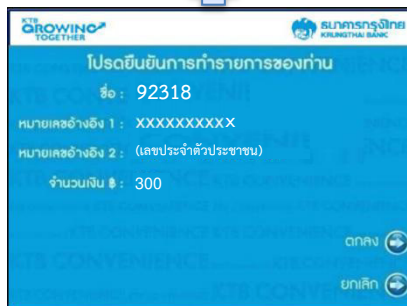 KTB GROWING TOGETHER
ธนาคารกรุงไทย
KRUNGTHAI BANK
โปรดยืนยันการทำรายการของท่าน
ชื่อ : 92318
หมายเลขอ้างอิง 1 : XXXXXXXXXX
หมายเลขอ้างอิง 2 : (เลขประจำตัวประชาชน)
จำนวนเงิน ฿ : 300
ตกลง
ยกเลิก